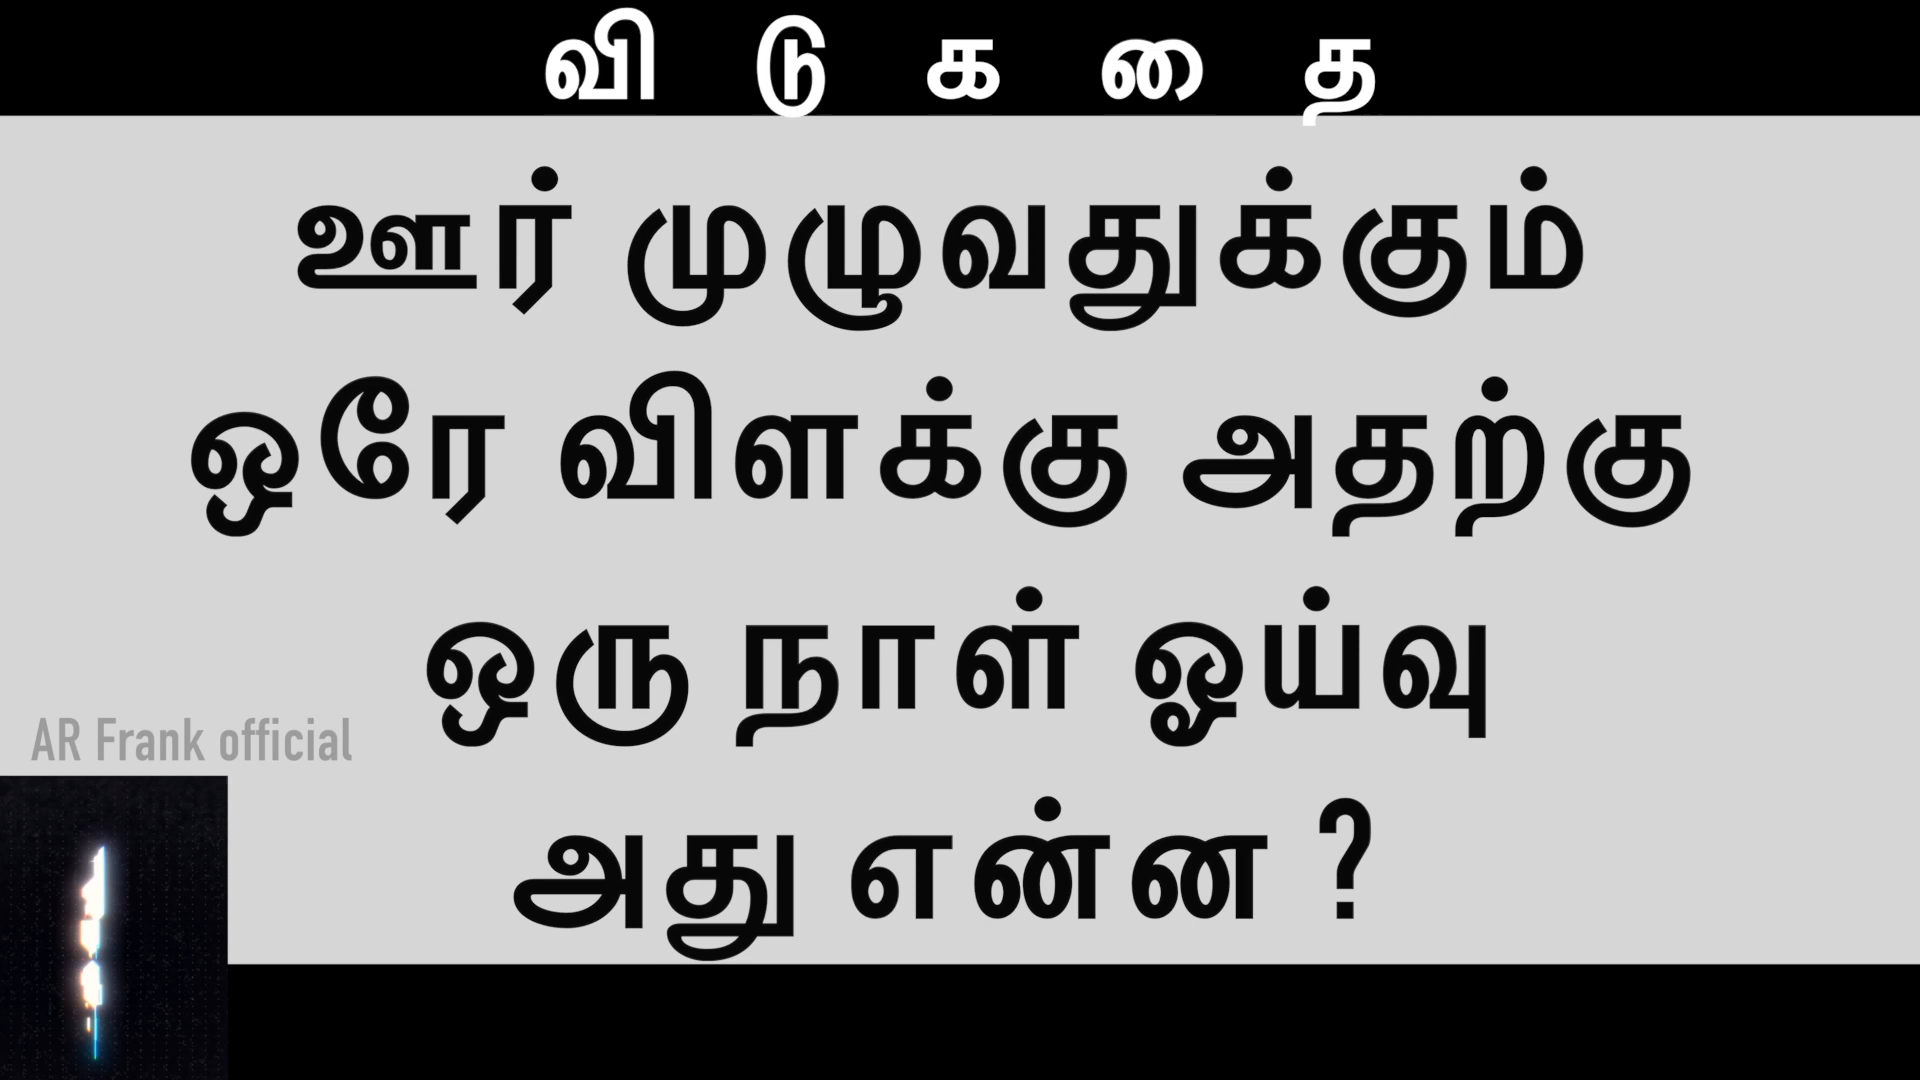 வி டு க தை
ஊர் முழுவதுக்கும்
ஒரே விளக்கு அதற்கு
ஒரு நாள் ஓய்வு
AR Frank official
அது என்ன ?